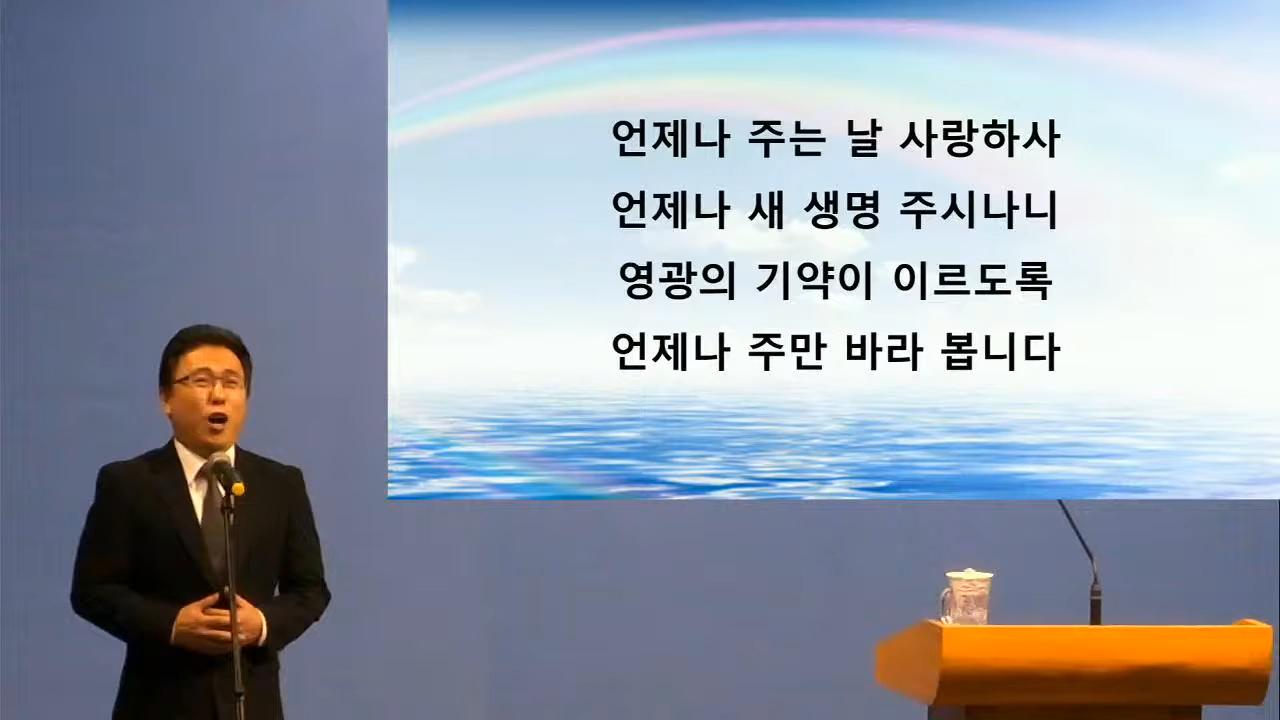 언제나 주는 날 사랑하사
언제나 새 생명 주시나니
영광의 기약이 이르도록
언제나 주만 바라 봅니다